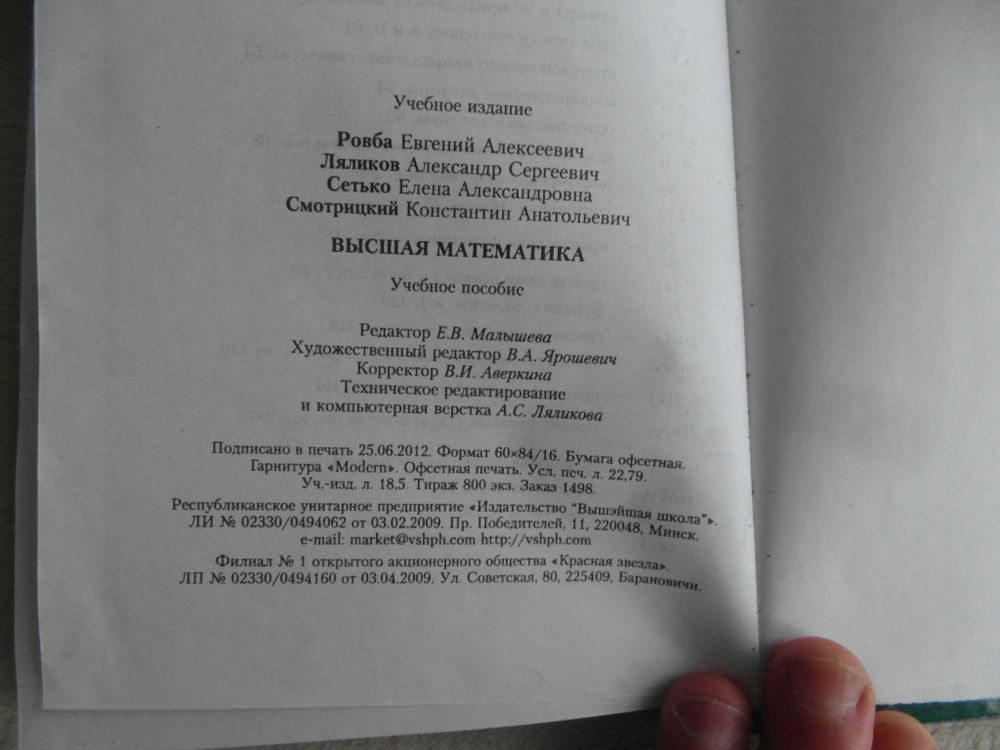 Учебное издание
Ровба Евгений Алексеевич
Ляликов Александр Сергеевич
Сетько Елена Александровна
Смотрицкий Константин Анатольевич
ВЫСШАЯ МАТЕМАТИКА
Учебное пособие
Редактор Е.В. Малышева
Художественный редактор В.А. Ярошевич
Корректор В.И. Аверкина
Техническое редактирование
и компьютерная верстка А.С. Ляликова
Подписано в печать 25.06.2012. Формат 60×84/16. Бумага офсетная.
Гарнитура «Modern». Офсетная печать. Усл. печ. л. 22,79.
Уч.-изд. л. 18,5. Тираж 800 экз. Заказ 1498.
Республиканское унитарное предприятие «Издательство "Вышэйшая школа"».
ЛИ № 02330/0494062 от 03.02.2009. Пр. Победителей, 11, 220048, Минск.
e-mail: market@vshph.com http://vshph.com
Филиал № 1 открытого акционерного общества «Красная звезда».
ЛП № 02330/0494160 от 03.04.2009. Ул. Советская, 80, 225409, Барановичи.